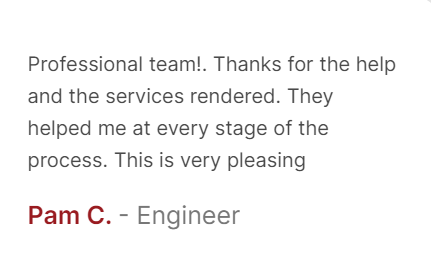 Professional team!. Thanks for the help
and the services rendered. They
helped me at every stage of the
process. This is very pleasing
Pam C. - Engineer